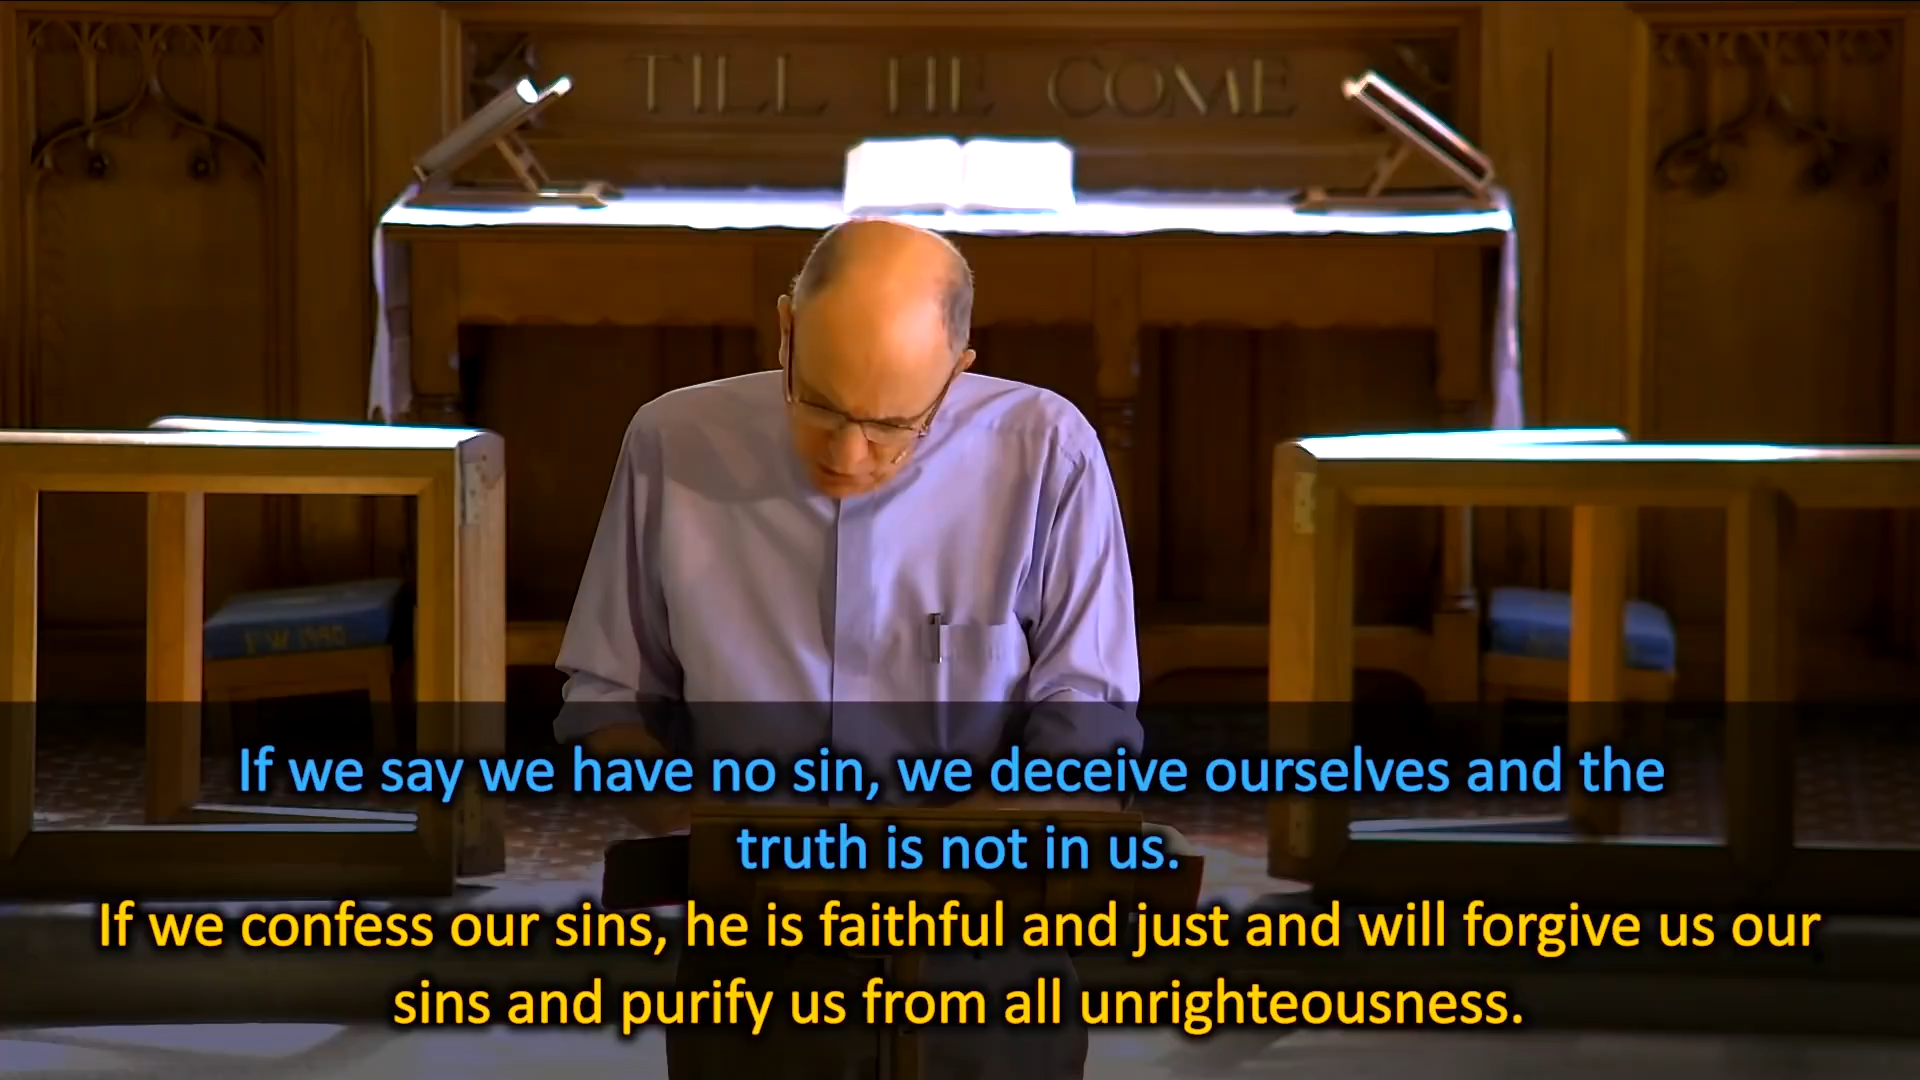 TILL HE COME
If we say we have no sin, we deceive ourselves and the
truth is not in us.
If we confess our sins, he is faithful and just and will forgive us our
sins and purify us from all unrighteousness.